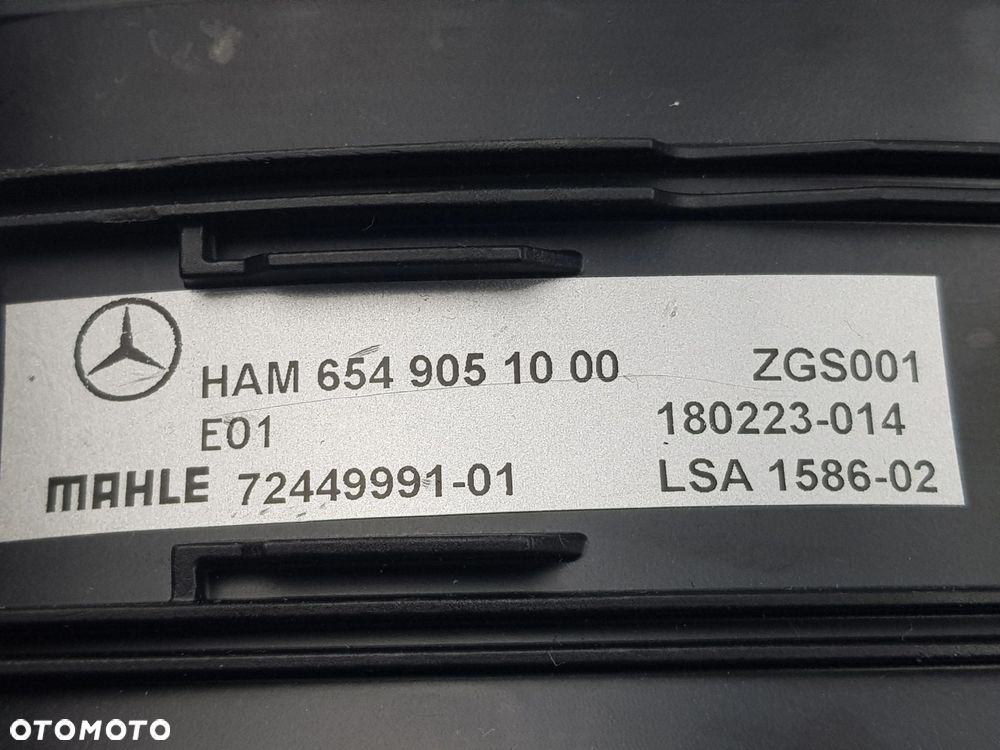 HAM 654 905 10 00 ZGS001
E01 180223-014
MAHLE 72449991-01 LSA 1586-02
OTOMOTO